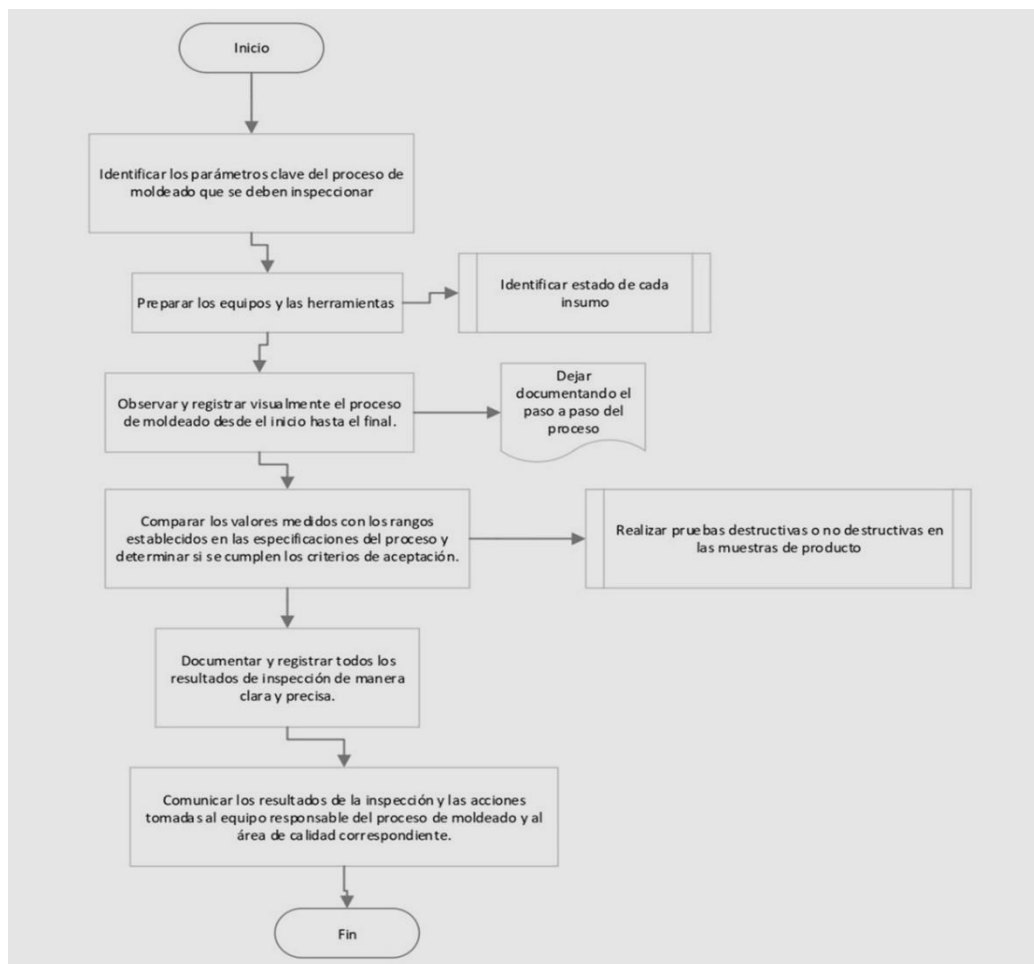 Inicio
Identificar los parámetros clave del proceso de
moldeado que se deben inspeccionar
Preparar los equipos y las herramientas
Identificar estado de cada
insumo
Observar y registrar visualmente el proceso
de moldeado desde el inicio hasta el final.
Dejar
documentando el
paso a paso del
proceso
Comparar los valores medidos con los rangos
establecidos en las especificaciones del proceso y
determinar si se cumplen los criterios de aceptación.
Realizar pruebas destructivas o no destructivas en
las muestras de producto
Documentar y registrar todos los
resultados de inspección de manera
clara y precisa.
Comunicar los resultados de la inspección y las acciones
tomadas al equipo responsable del proceso de moldeado y al
área de calidad correspondiente.
Fin